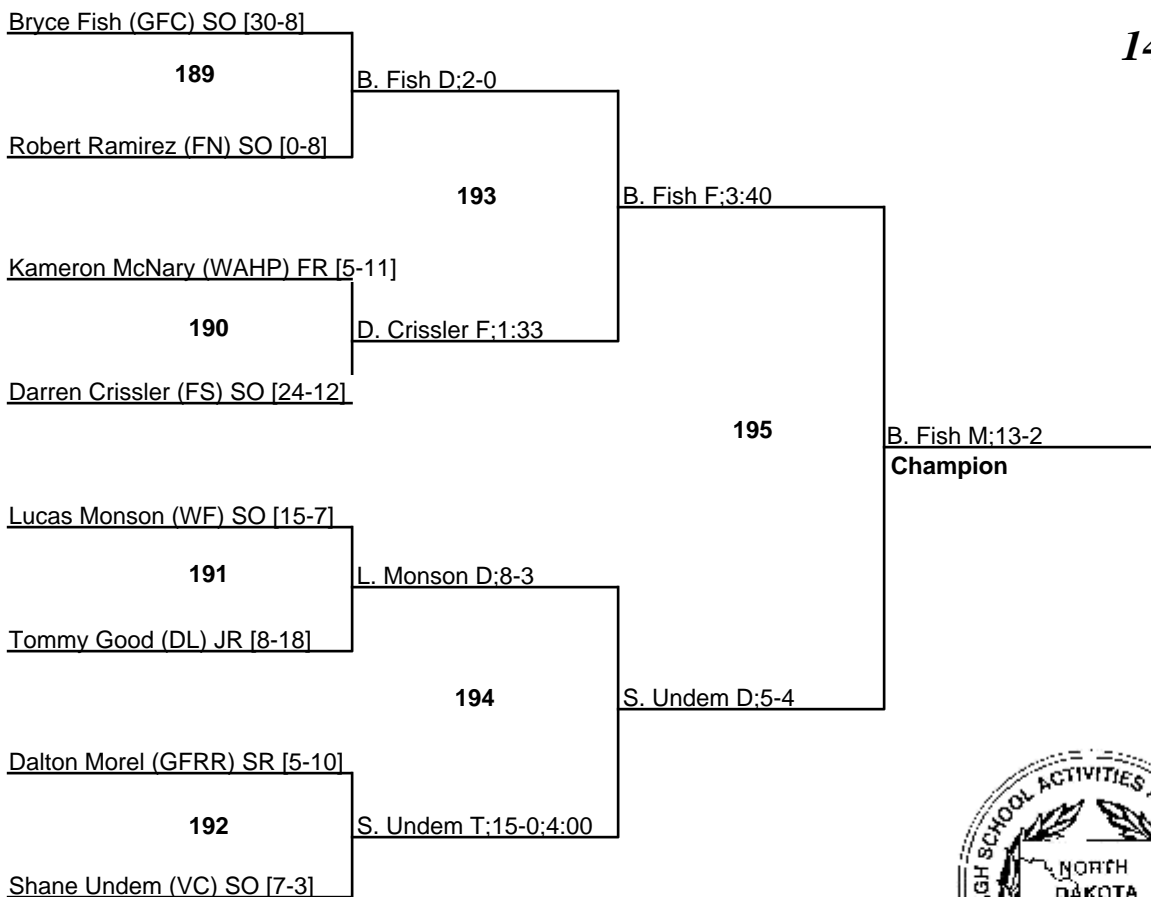 Bryce Fish (GFC) SO [30-8]
14
189
B. Fish D;2-0
Robert Ramirez (FN) SO [0-8]
193
B. Fish F;3:40
Kameron McNary (WAHP) FR [5-11]
190
D. Crissler F;1:33
Darren Crissler (FS) SO [24-12]
195
B. Fish M;13-2
Champion
Lucas Monson (WF) SO [15-7]
191
L. Monson D;8-3
Tommy Good (DL) JR [8-18]
194
S. Undem D;5-4
Dalton Morel (GFRR) SR [5-10]
192
S. Undem T;15-0;4:00
Shane Undem (VC) SO [7-3]
GH SCHOOL ACTIVITIES
NORTH
DAKOTA